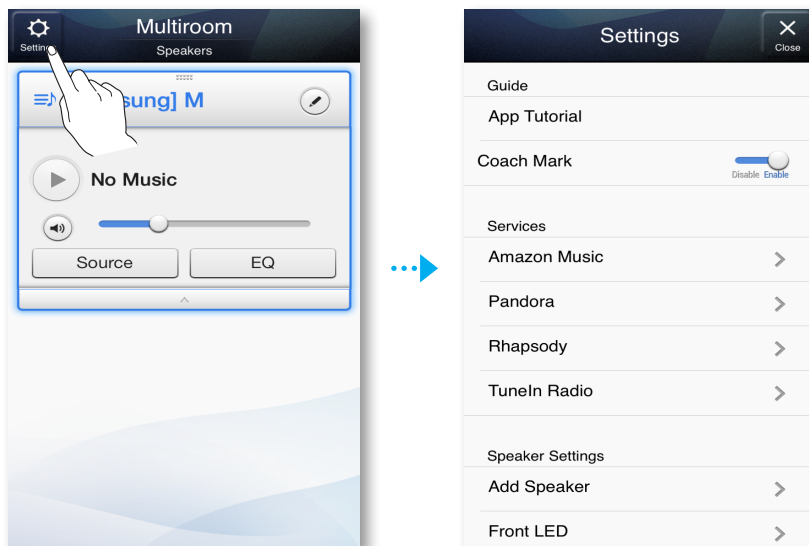 Multiroom
Speakers
sung] M
No Music
Source
EQ
Settings
Close
Guide
App Tutorial
Coach Mark
Disable Enable
Services
Amazon Music
Pandora
Rhapsody
TuneIn Radio
Speaker Settings
Add Speaker
Front LED